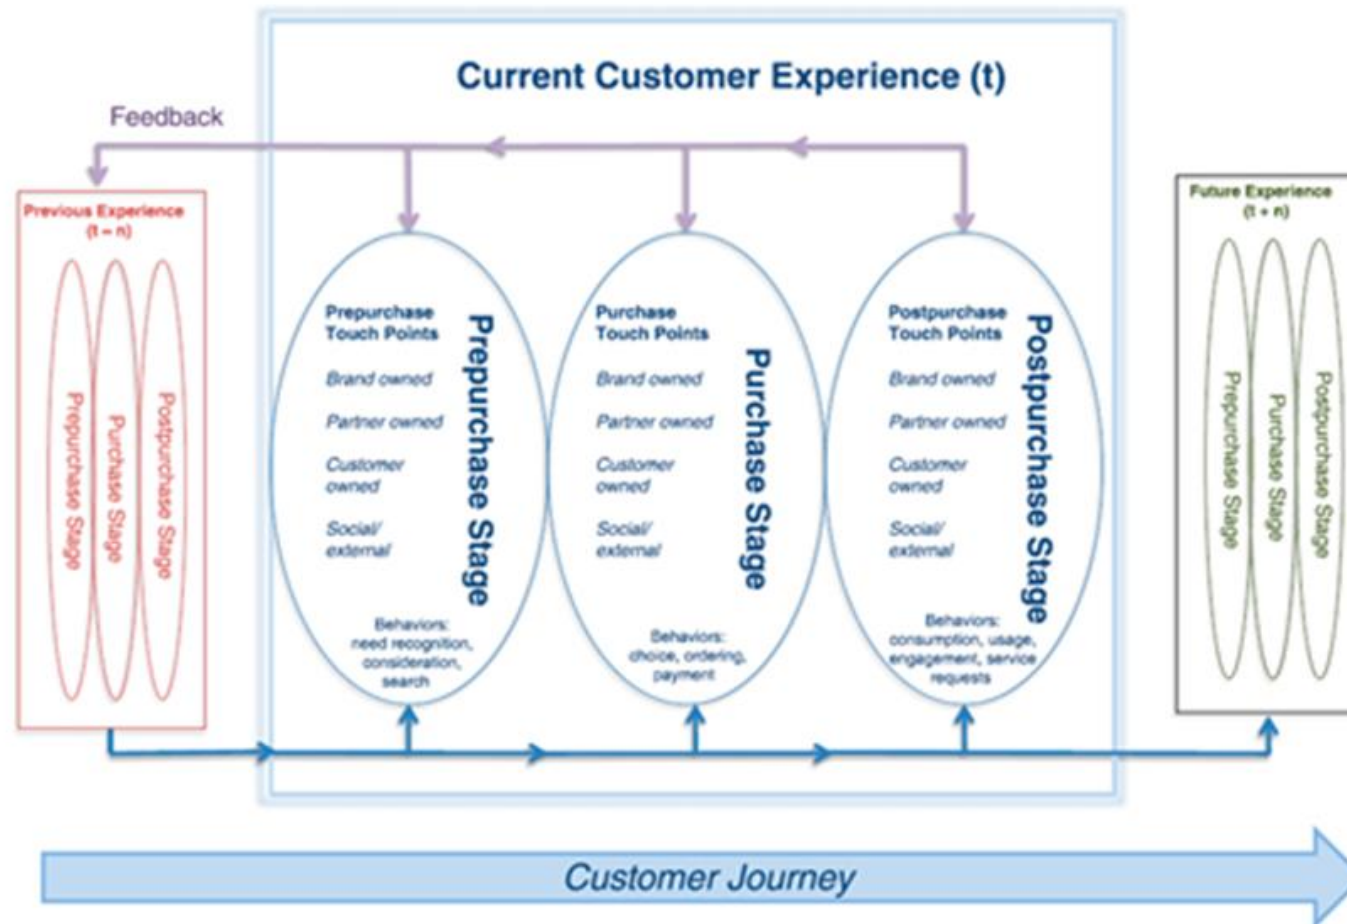 Current Customer Experience (t)
Feedback
Previous Experience
(t – n)
Prepurchase Stage
Purchase Stage
Postpurchase Stage
Prepurchase
Touch Points
Brand owned
Partner owned
Customer
owned
Social/
external
Prepurchase Stage
Behaviors:
need recognition,
consideration,
search
Purchase
Touch Points
Brand owned
Partner owned
Customer
owned
Social/
external
Purchase Stage
Behaviors:
choice, ordering,
payment
Postpurchase
Touch Points
Brand owned
Partner owned
Customer
owned
Social/
external
Postpurchase Stage
Behaviors:
consumption, usage,
engagement, service
requests
Future Experience
(t + n)
Prepurchase Stage
Purchase Stage
Postpurchase Stage
Customer Journey